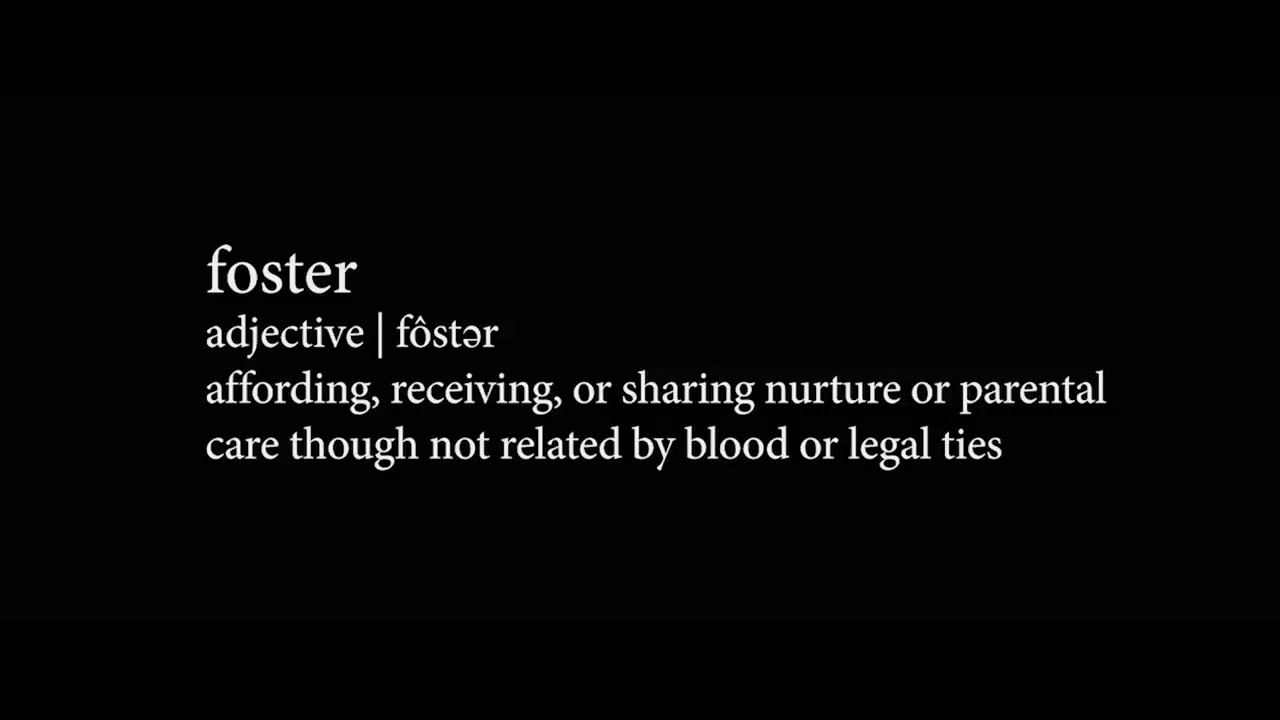 foster
adjective | fôstər
affording, receiving, or sharing nurture or parental
care though not related by blood or legal ties